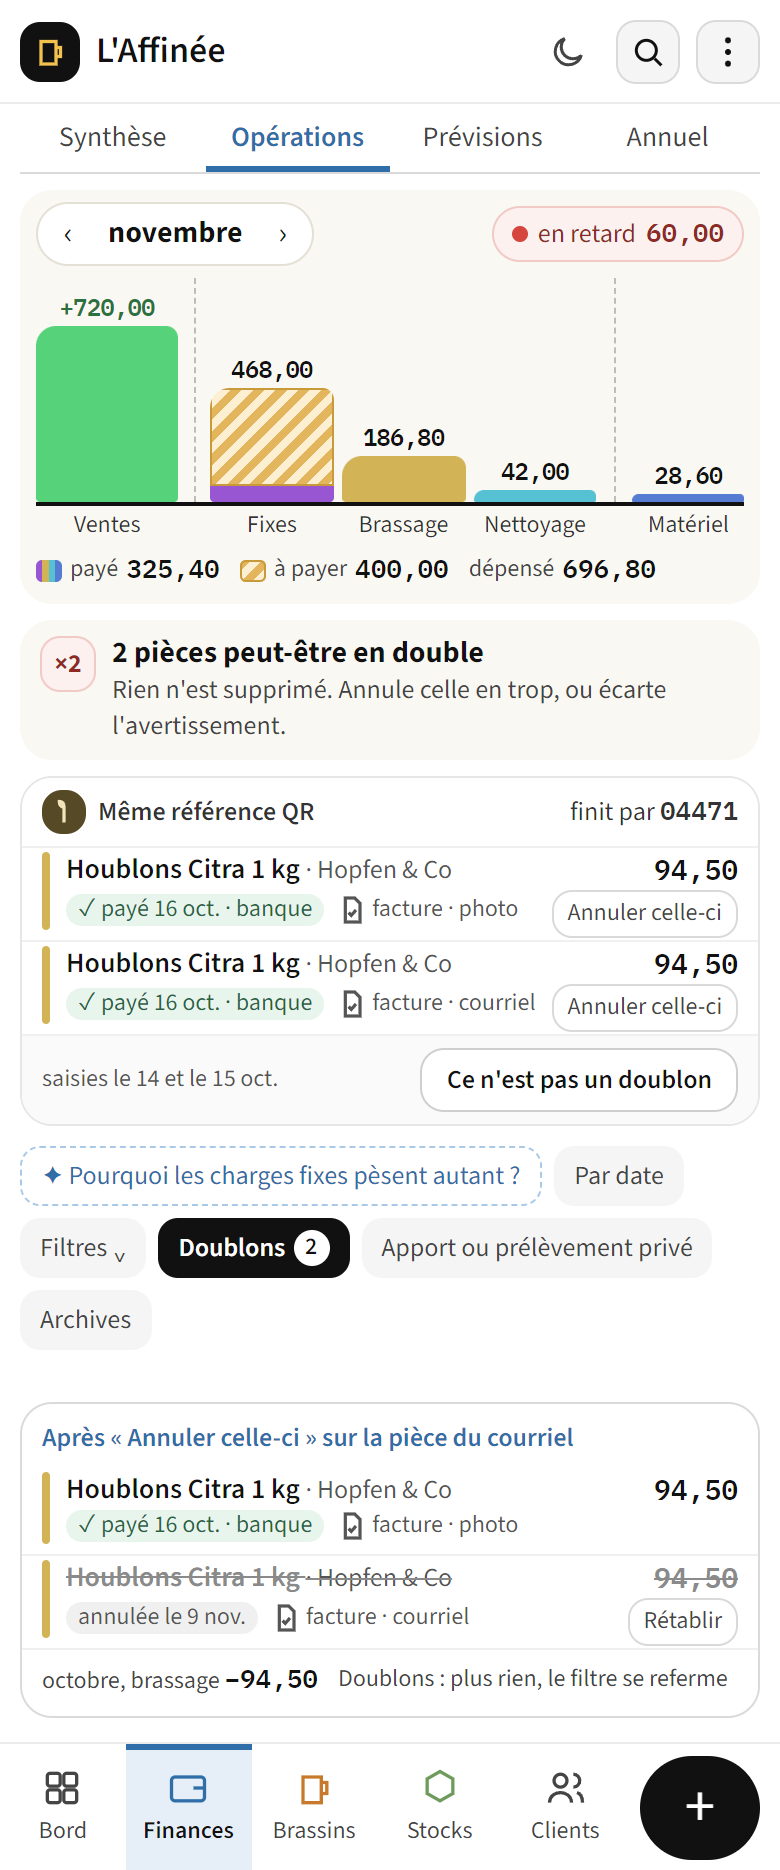 L'Affinée
Synthèse Opérations Prévisions Annuel
‹ novembre › en retard 60,00
+720,00
468,00
186,80
42,00
28,60
Ventes Fixes Brassage Nettoyage Matériel
payé 325,40 à payer 400,00 dépensé 696,80
×2 2 pièces peut-être en double
Rien n'est supprimé. Annule celle en trop, ou écarte
l'avertissement.
Même référence QR finit par 04471
Houblons Citra 1 kg · Hopfen & Co 94,50
✓ payé 16 oct. · banque facture · photo Annuler celle-ci
Houblons Citra 1 kg · Hopfen & Co 94,50
✓ payé 16 oct. · banque facture · courriel Annuler celle-ci
saisies le 14 et le 15 oct. Ce n'est pas un doublon
✦ Pourquoi les charges fixes pèsent autant ? Par date
Filtres ˅ Doublons 2 Apport ou prélèvement privé
Archives
Après « Annuler celle-ci » sur la pièce du courriel
Houblons Citra 1 kg · Hopfen & Co 94,50
✓ payé 16 oct. · banque facture · photo
Houblons Citra 1 kg · Hopfen & Co 94,50
annulée le 9 nov. facture · courriel Rétablir
octobre, brassage −94,50 Doublons : plus rien, le filtre se referme
Bord Finances Brassins Stocks Clients +